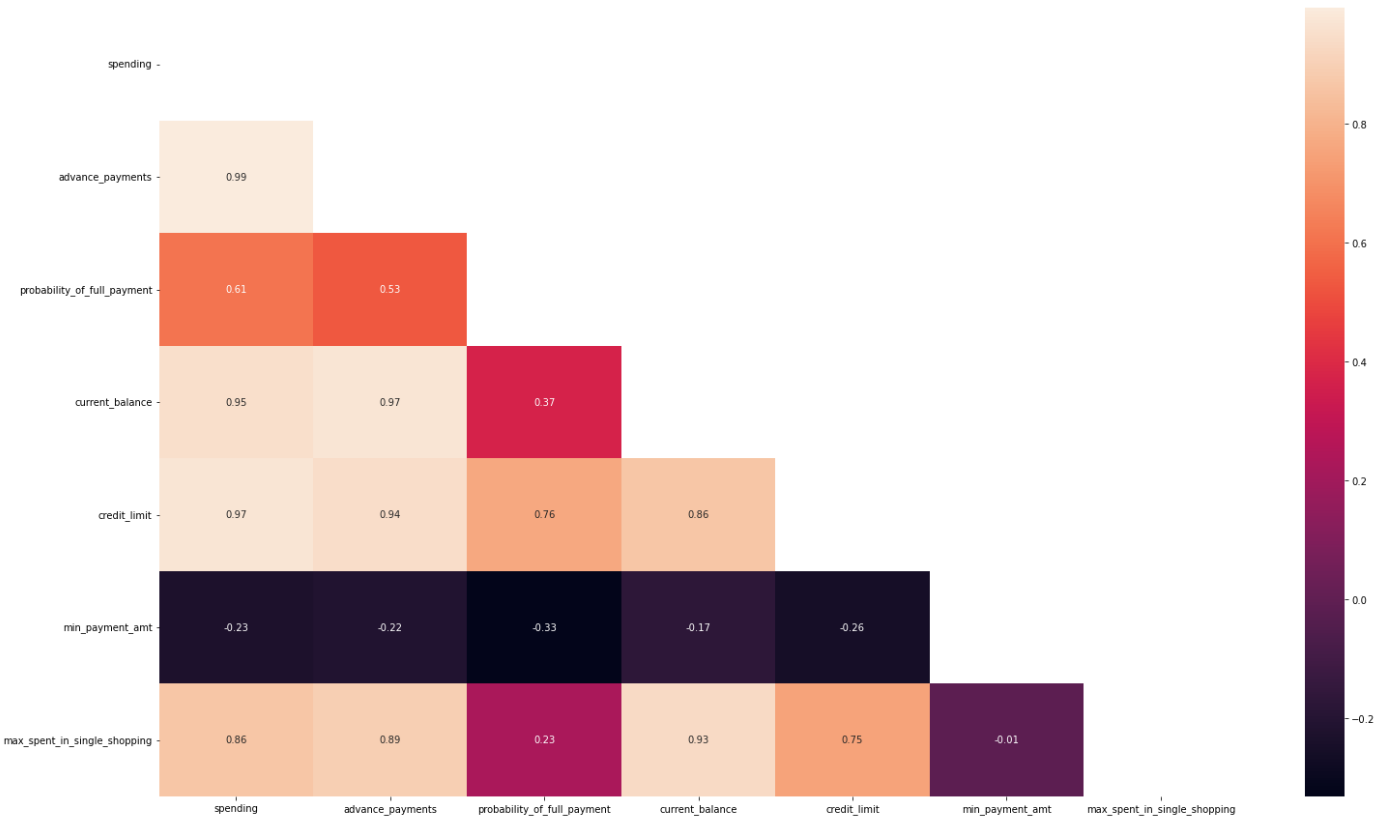 spending
0.8
advance_payments 0.99
0.6
probability_of_full_payment 0.61 0.53
0.4
current_balance 0.95 0.97 0.37
0.2
credit_limit 0.97 0.94 0.76 0.86
0.0
min_payment_amt -0.23 -0.22 -0.33 -0.17 -0.26
−0.2
max_spent_in_single_shopping 0.86 0.89 0.23 0.93 0.75 -0.01
spending advance_payments probability_of_full_payment current_balance credit_limit min_payment_amt max_spent_in_single_shopping